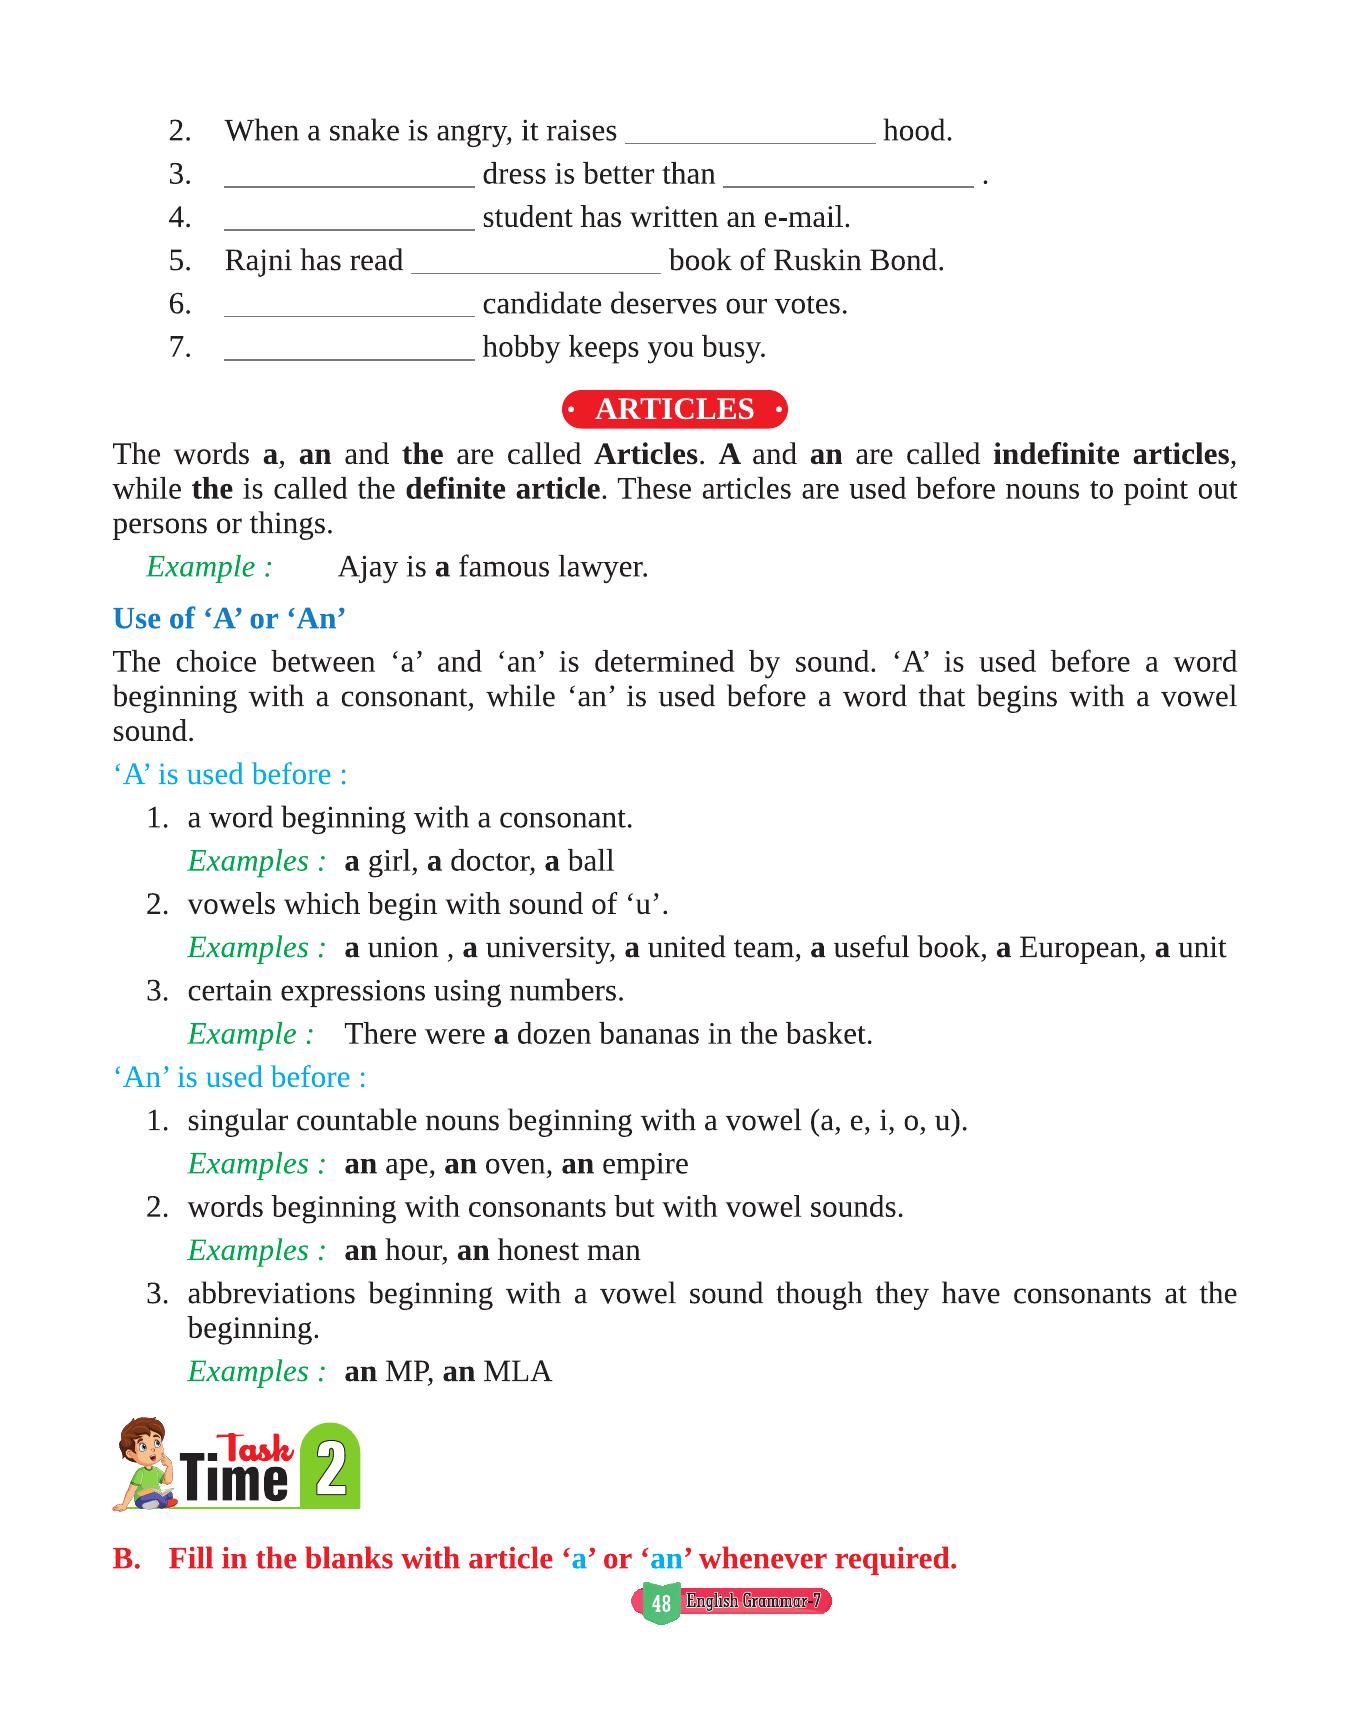 2. When a snake is angry, it raises ________________ hood.
3. ________________ dress is better than ________________ .
4. ________________ student has written an e-mail.
5. Rajni has read ________________ book of Ruskin Bond.
6. ________________ candidate deserves our votes.
7. ________________ hobby keeps you busy.
• ARTICLES •
The words a, an and the are called Articles. A and an are called indefinite articles,
while the is called the definite article. These articles are used before nouns to point out
persons or things.
Example : Ajay is a famous lawyer.
Use of ‘A’ or ‘An’
The choice between ‘a’ and ‘an’ is determined by sound. ‘A’ is used before a word
beginning with a consonant, while ‘an’ is used before a word that begins with a vowel
sound.
‘A’ is used before :
1. a word beginning with a consonant.
Examples : a girl, a doctor, a ball
2. vowels which begin with sound of ‘u’.
Examples : a union , a university, a united team, a useful book, a European, a unit
3. certain expressions using numbers.
Example : There were a dozen bananas in the basket.
‘An’ is used before :
1. singular countable nouns beginning with a vowel (a, e, i, o, u).
Examples : an ape, an oven, an empire
2. words beginning with consonants but with vowel sounds.
Examples : an hour, an honest man
3. abbreviations beginning with a vowel sound though they have consonants at the
beginning.
Examples : an MP, an MLA
Task
Time 2
B. Fill in the blanks with article ‘a’ or ‘an’ whenever required.
48 English Grammar-7